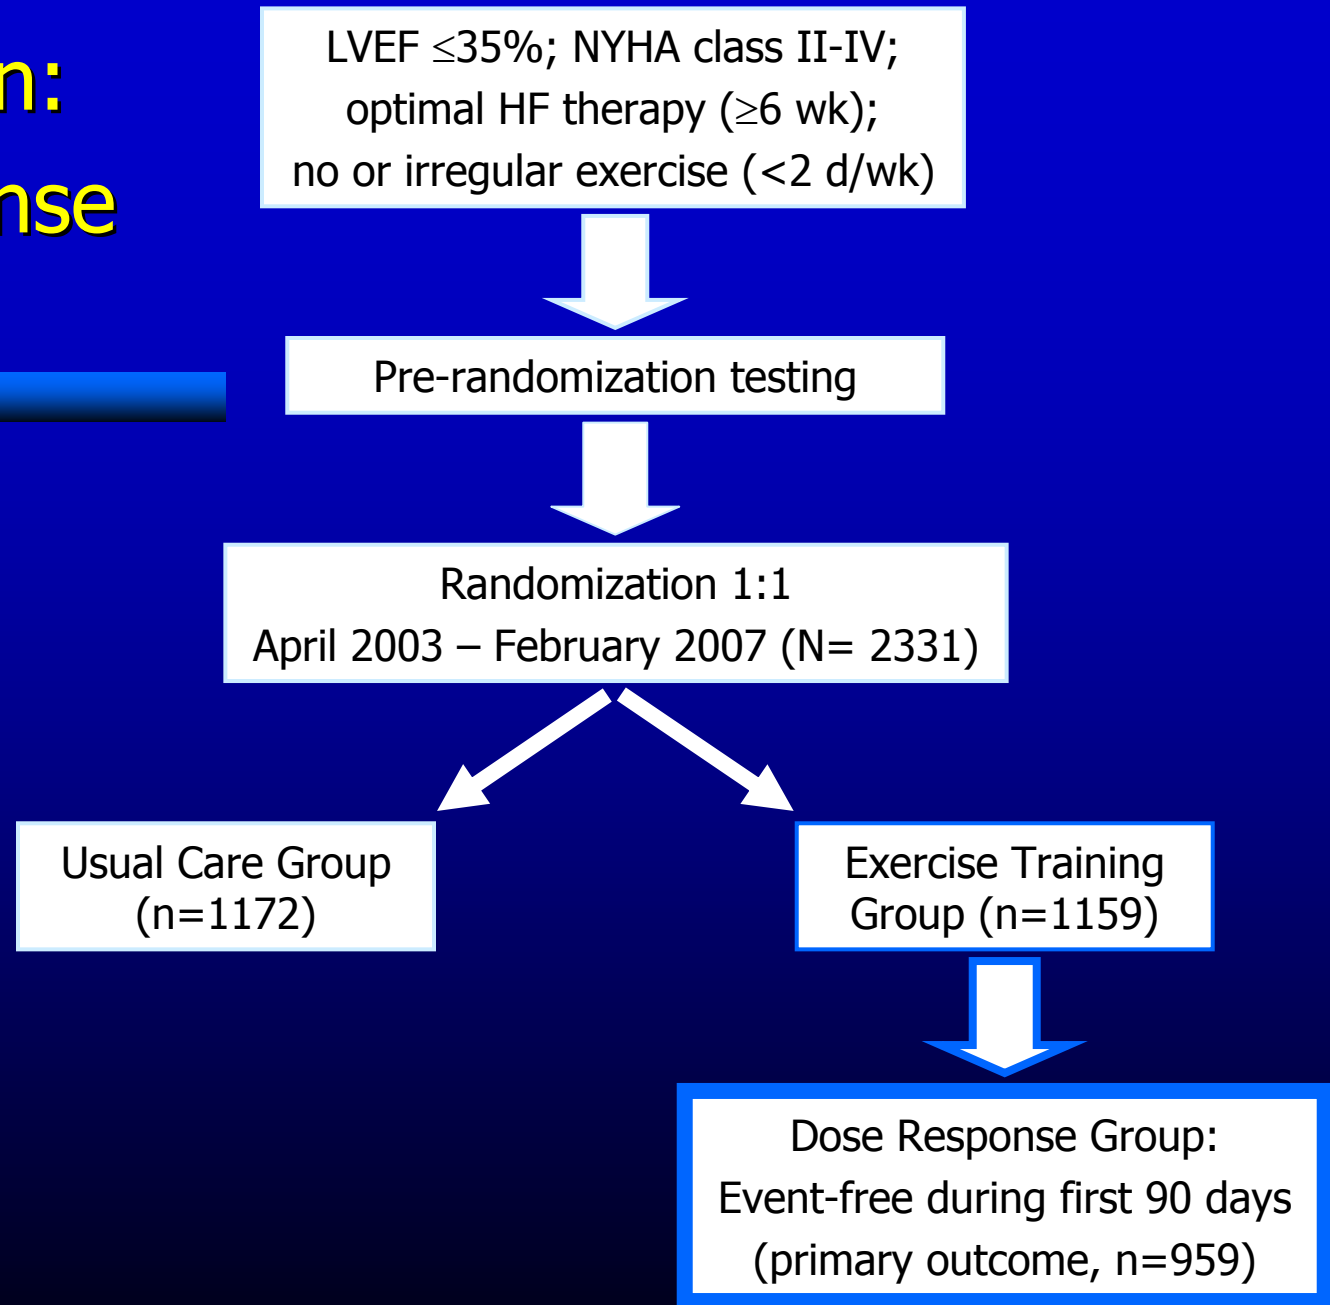 LVEF ≤35%; NYHA class II-IV;
optimal HF therapy (≥6 wk);
no or irregular exercise (<2 d/wk)
Pre-randomization testing
Randomization 1:1
April 2003 – February 2007 (N= 2331)
Usual Care Group
(n=1172)
Exercise Training
Group (n=1159)
Dose Response Group:
Event-free during first 90 days
(primary outcome, n=959)